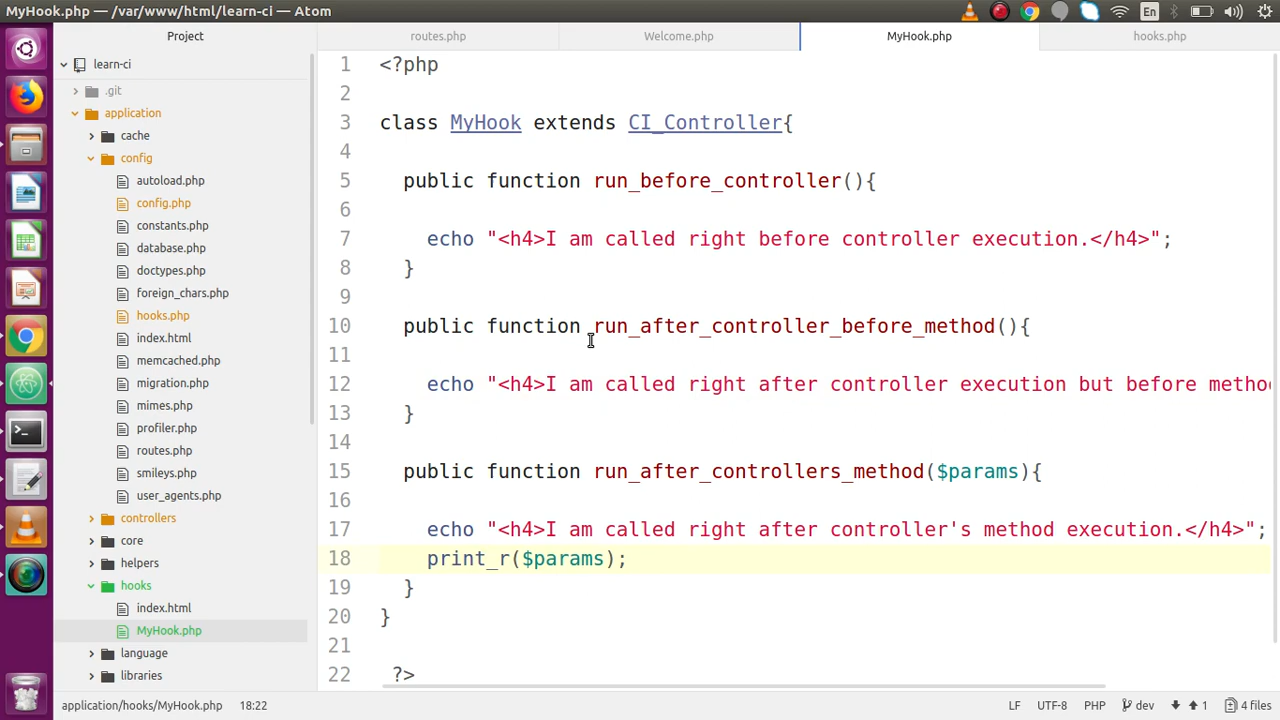 MyHook.php — /var/www/html/learn-ci — Atom
En
Project
routes.php
Welcome.php
MyHook.php
hooks.php
learn-ci
.git
application
cache
config
autoload.php
config.php
constants.php
database.php
doctypes.php
foreign_chars.php
hooks.php
index.html
memcached.php
migration.php
mimes.php
profiler.php
routes.php
smileys.php
user_agents.php
controllers
core
helpers
hooks
index.html
MyHook.php
language
libraries
1 <?php
2
3 class MyHook extends CI_Controller{
4
5 public function run_before_controller(){
6
7 echo "<h4>I am called right before controller execution.</h4>";
8 }
9
10 public function run_after_controller_before_method(){
11
12 echo "<h4>I am called right after controller execution but before metho
13 }
14
15 public function run_after_controllers_method($params){
16
17 echo "<h4>I am called right after controller's method execution.</h4>";
18 print_r($params);
19 }
20 }
21
22 ?>
application/hooks/MyHook.php 18:22
LF UTF-8 PHP dev 1 4 files